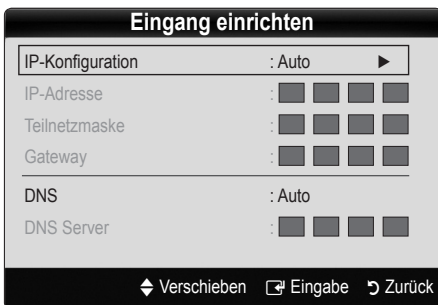 Eingang einrichten
IP-Konfiguration : Auto ►
IP-Adresse :
Teilnetzmaske :
Gateway :
DNS : Auto
DNS Server :
Verschieben Eingabe Zurück